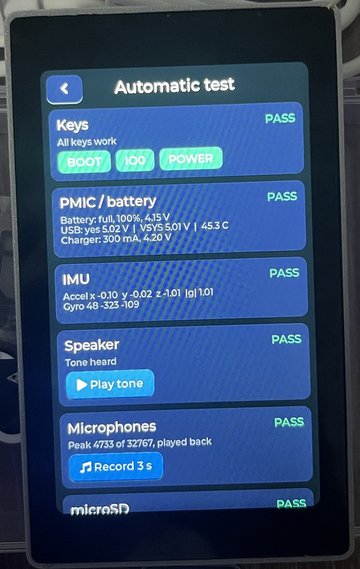 Automatic test
Keys
PASS
All keys work
BOOT
IO0
POWER
PMIC / battery
PASS
Battery: full, 100%, 4.15 V
USB: yes 5.02 V | VSYS 5.01 V | 45.3 C
Charger: 300 mA, 4.20 V
IMU
PASS
Accel x -0.10 y -0.02 z -1.01 |g| 1.01
Gyro 48 -323 -109
Speaker
PASS
Tone heard
Play tone
Microphones
PASS
Peak 4733 of 32767, played back
Record 3 s
microSD
PASS